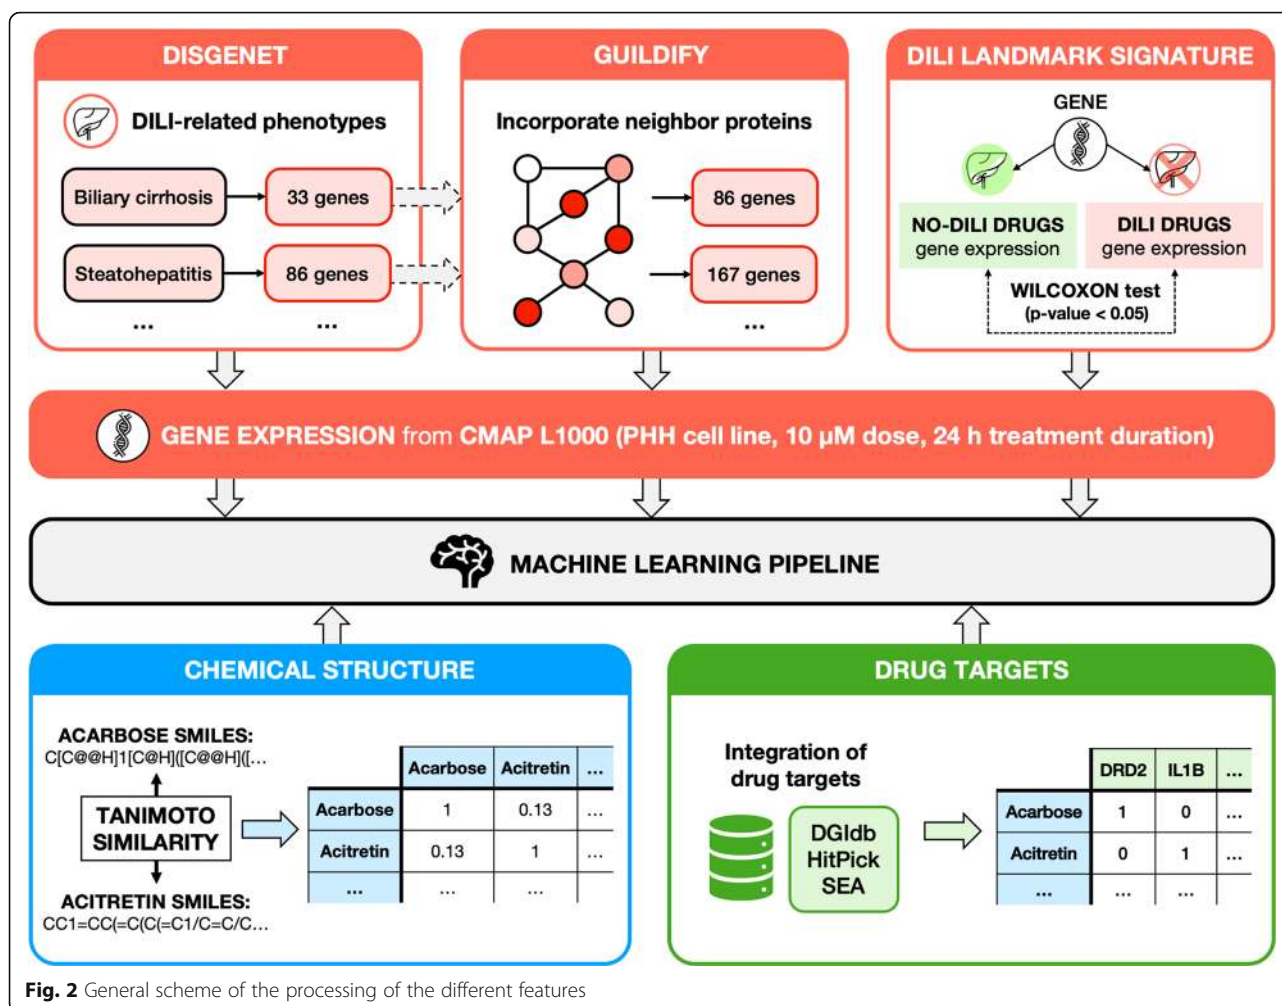 DISGENET
DILI-related phenotypes
Biliary cirrhosis
33 genes
Steatohepatitis
86 genes
...
...
GUILDIFY
Incorporate neighbor proteins
86 genes
167 genes
...
DILI LANDMARK SIGNATURE
GENE
NO-DILI DRUGS
gene expression
DILI DRUGS
gene expression
WILCOXON test
(p-value < 0.05)
GENE EXPRESSION from CMAP L1000 (PHH cell line, 10 µM dose, 24 h treatment duration)
MACHINE LEARNING PIPELINE
CHEMICAL STRUCTURE
ACARBOSE SMILES:
C[C@@H]1[C@H]([C@@H]([...
TANIMOTO
SIMILARITY
ACITRETIN SMILES:
CC1=CC(=C(C(=C1/C=C/C...
Acarbose Acitretin ...
Acarbose 1 0.13 ...
Acitretin 0.13 1 ...
... ... ...
DRUG TARGETS
Integration of
drug targets
DGIdb
HitPick
SEA
DRD2 IL1B ...
Acarbose 1 0 ...
Acitretin 0 1 ...
... ... ...
Fig. 2 General scheme of the processing of the different features